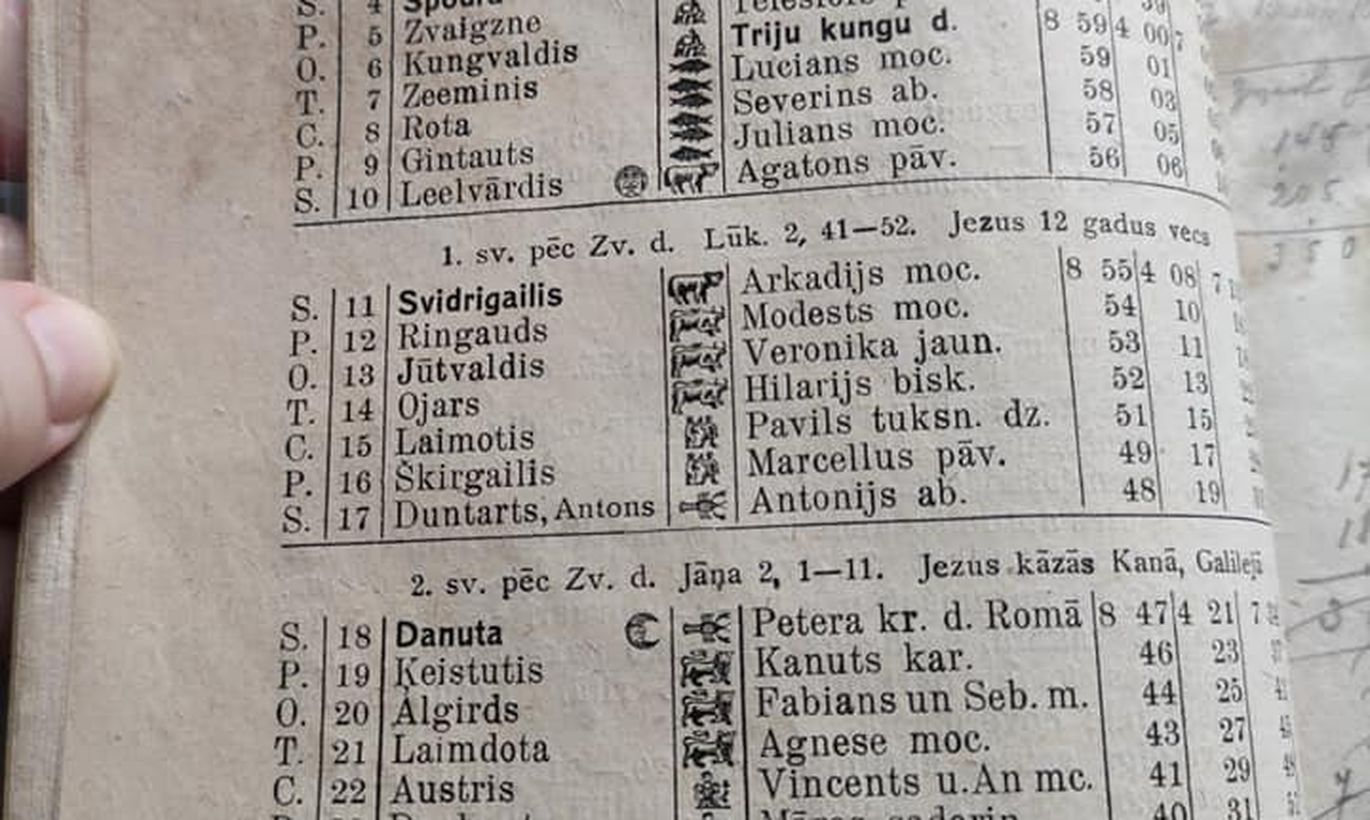 S. 4
P. 5 Zvaigzne Triju kungu d. 8 59 4 00
O. 6 Kungvaldis Lucians moc. 59 01
T. 7 Zeeminis Severins ab. 58 03
C. 8 Rota Julians moc. 57 05
P. 9 Gintauts Agatons pāv. 56 06
S. 10 Leelvārdis
1. sv. pēc Zv. d. Lūk. 2, 41—52. Jezus 12 gadus vecs
S. 11 Svidrigailis Arkadijs moc. 8 55 4 08 7
P. 12 Ringauds Modests moc. 54 10
O. 13 Jūtvaldis Veronika jaun. 53 11
T. 14 Ojars Hilarijs bisk. 52 13
C. 15 Laimotis Pavils tuksn. dz. 51 15
P. 16 Škirgailis Marcellus pāv. 49 17
S. 17 Duntarts, Antons Antonijs ab. 48 19
2. sv. pēc Zv. d. Jāņa 2, 1—11. Jezus kāzās Kanā, Galilejā
S. 18 Danuta Petera kr. d. Romā 8 47 4 21 7
P. 19 Ķeistutis Kanuts kar. 46 23
O. 20 Algirds Fabians un Seb. m. 44 25
T. 21 Laimdota Agnese moc. 43 27
C. 22 Austris Vincents u. An mc. 41 29
40 31